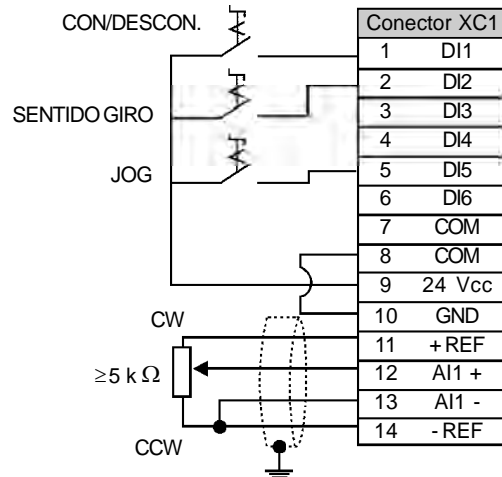 CON/DESCON.
SENTIDO GIRO
JOG
CW
≥5 k Ω
CCW
Conector XC1
1 DI1
2 DI2
3 DI3
4 DI4
5 DI5
6 DI6
7 COM
8 COM
9 24 Vcc
10 GND
11 +REF
12 AI1 +
13 AI1 -
14 -REF